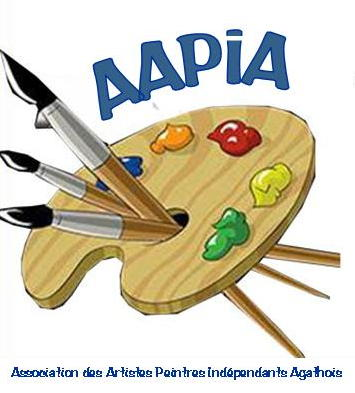 AAPiA
Association des Artistes Peintres Indépendants Agathois